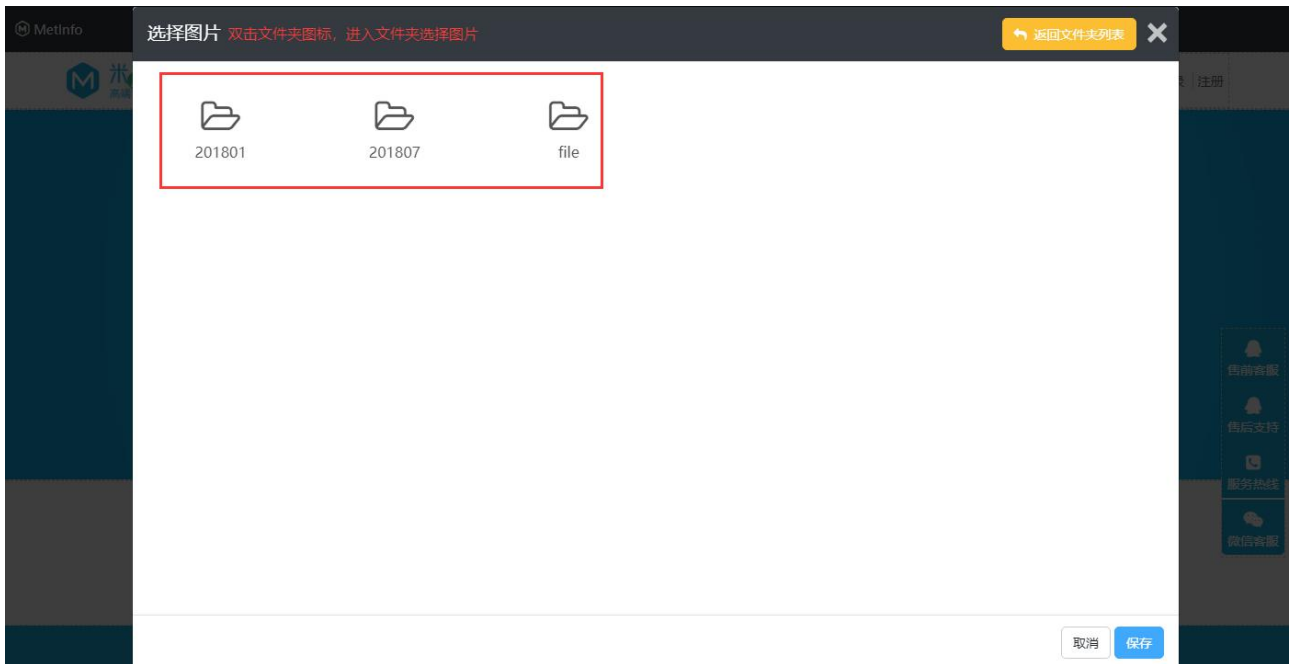 MetInfo
选择图片 双击文件夹图标，进入文件夹选择图片
返回文件夹列表
米
注册
201801
201807
file
售前客服
售后支持
服务热线
微信客服
取消
保存